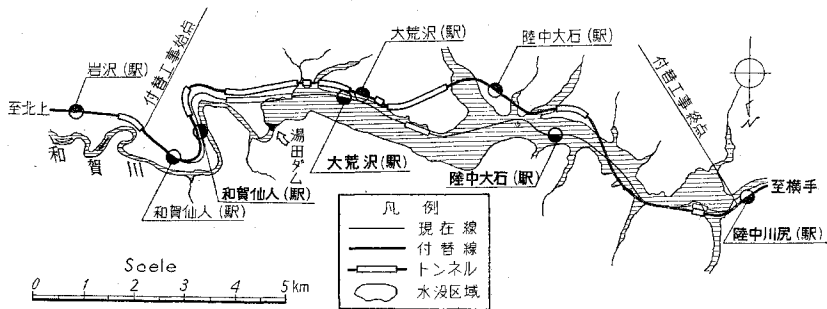 大荒沢(駅)
陸中大石(駅)
岩沢(駅)
付替工事始点
付替工事終点
至北上
N
和賀川
湯田ダム
大荒沢(駅)
陸中大石(駅)
至横手
和賀仙人(駅)
和賀仙人(駅)
陸中川尻(駅)
凡例
現在線
付替線
トンネル
水没区域
Scele
0 1 2 3 4 5 km